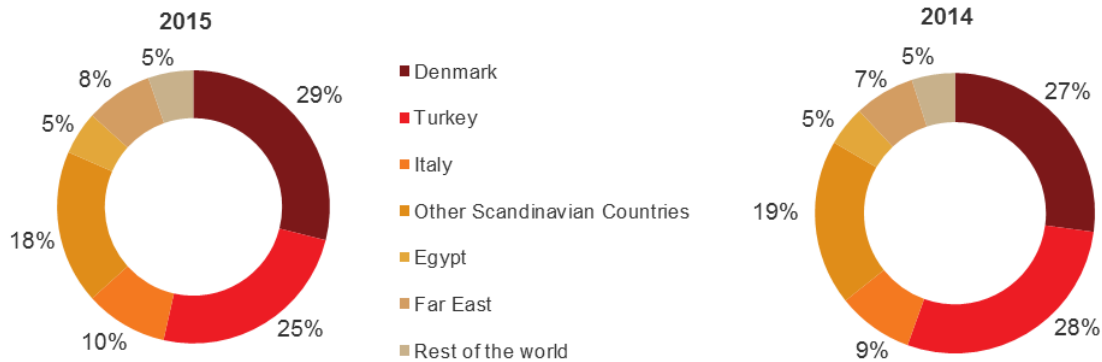 2015
5%
8%
29%
5%
18%
10%
25%
Denmark
Turkey
Italy
Other Scandinavian Countries
Egypt
Far East
Rest of the world
2014
5%
7%
27%
5%
19%
9%
28%